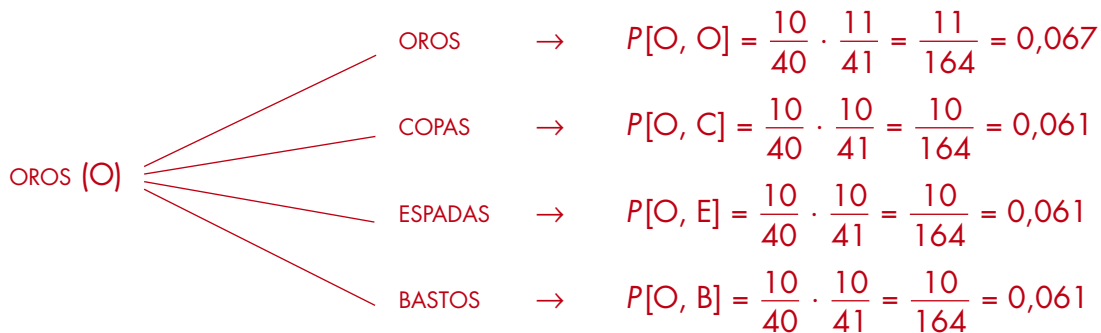 OROS → P[O, O] = 10/40 · 11/41 = 11/164 = 0,067
COPAS → P[O, C] = 10/40 · 10/41 = 10/164 = 0,061
OROS (O)
ESPADAS → P[O, E] = 10/40 · 10/41 = 10/164 = 0,061
BASTOS → P[O, B] = 10/40 · 10/41 = 10/164 = 0,061